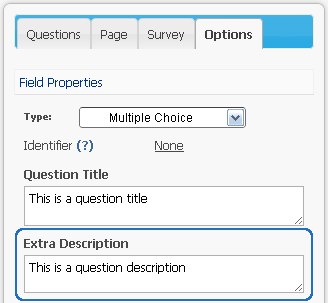 Questions Page Survey Options
Field Properties
Type: Multiple Choice
Identifier (?) None
Question Title
This is a question title
Extra Description
This is a question description